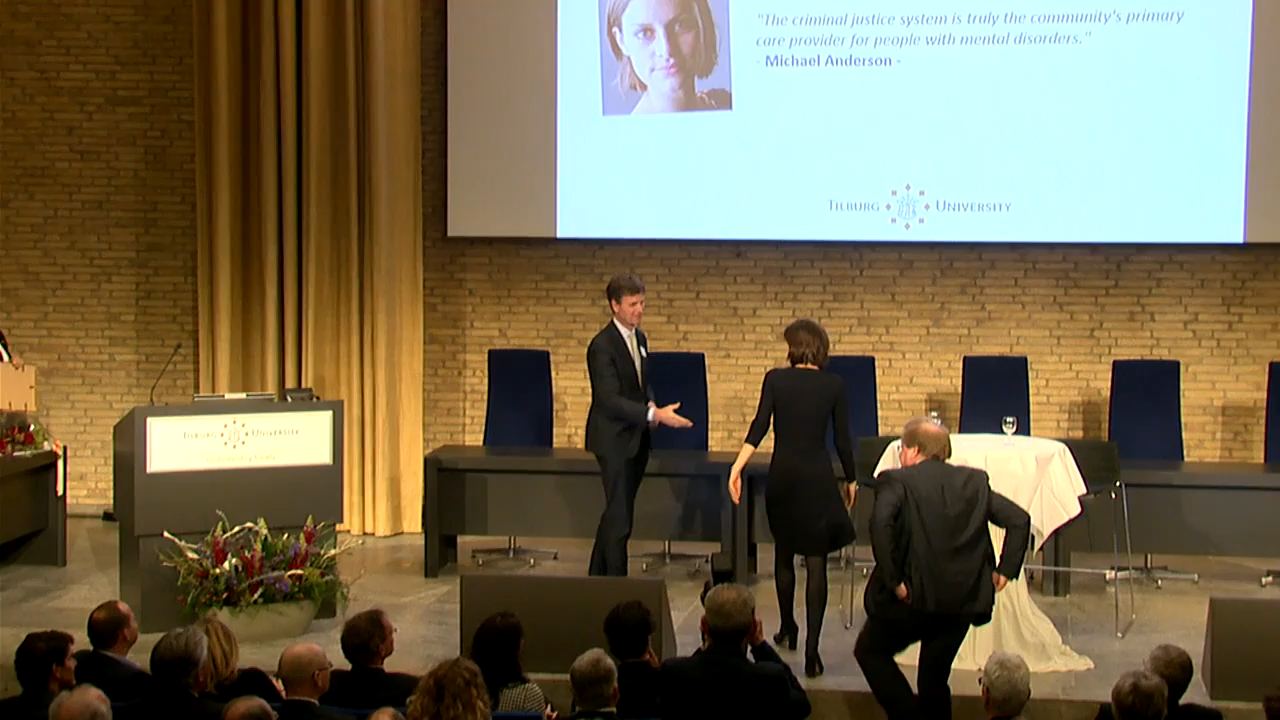 "The criminal justice system is truly the community's primary
care provider for people with mental disorders."
- Michael Anderson -
TILBURG UNIVERSITY
TILBURG UNIVERSITY